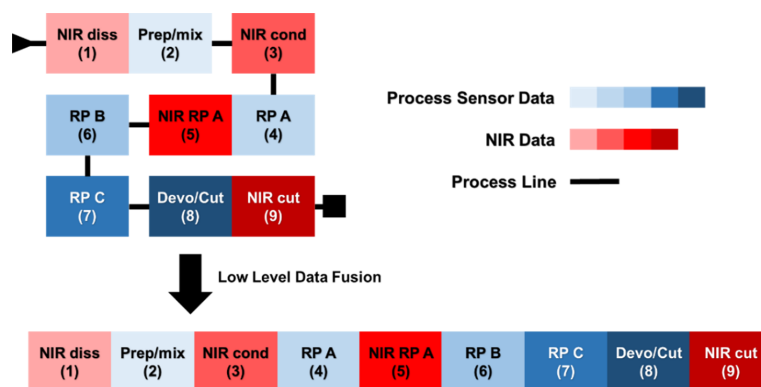 NIR diss
(1)
Prep/mix
(2)
NIR cond
(3)
RP B
(6)
NIR RP A
(5)
RP A
(4)
RP C
(7)
Devo/Cut
(8)
NIR cut
(9)
Process Sensor Data
NIR Data
Process Line
Low Level Data Fusion
NIR diss
(1)
Prep/mix
(2)
NIR cond
(3)
RP A
(4)
NIR RP A
(5)
RP B
(6)
RP C
(7)
Devo/Cut
(8)
NIR cut
(9)